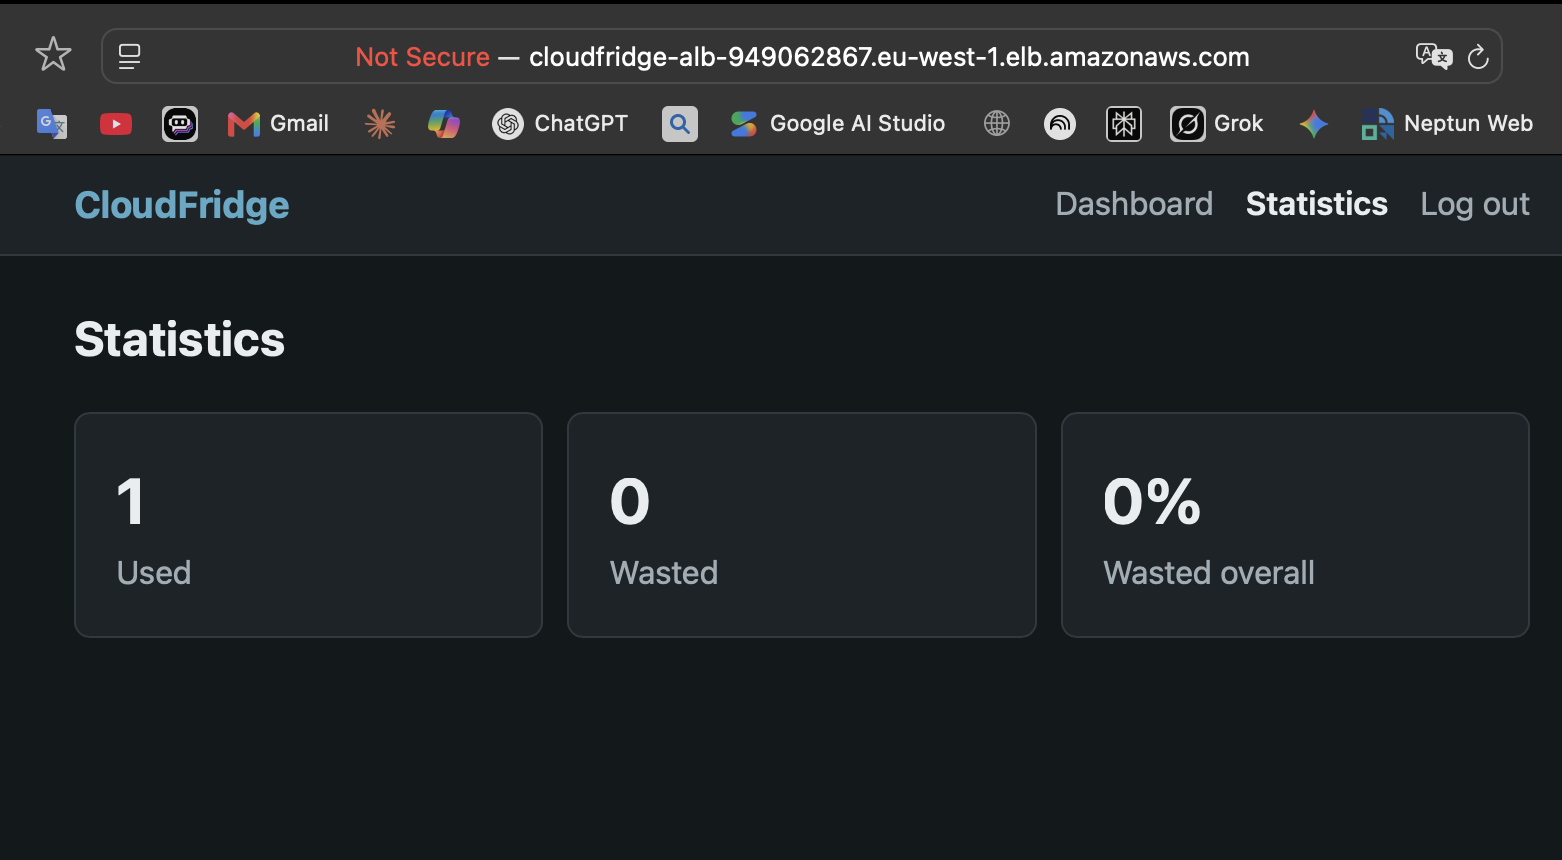 Not Secure — cloudfridge-alb-949062867.eu-west-1.elb.amazonaws.com
Gmail ChatGPT Google AI Studio Grok Neptun Web
CloudFridge Dashboard Statistics Log out
Statistics
1 0 0%
Used Wasted Wasted overall